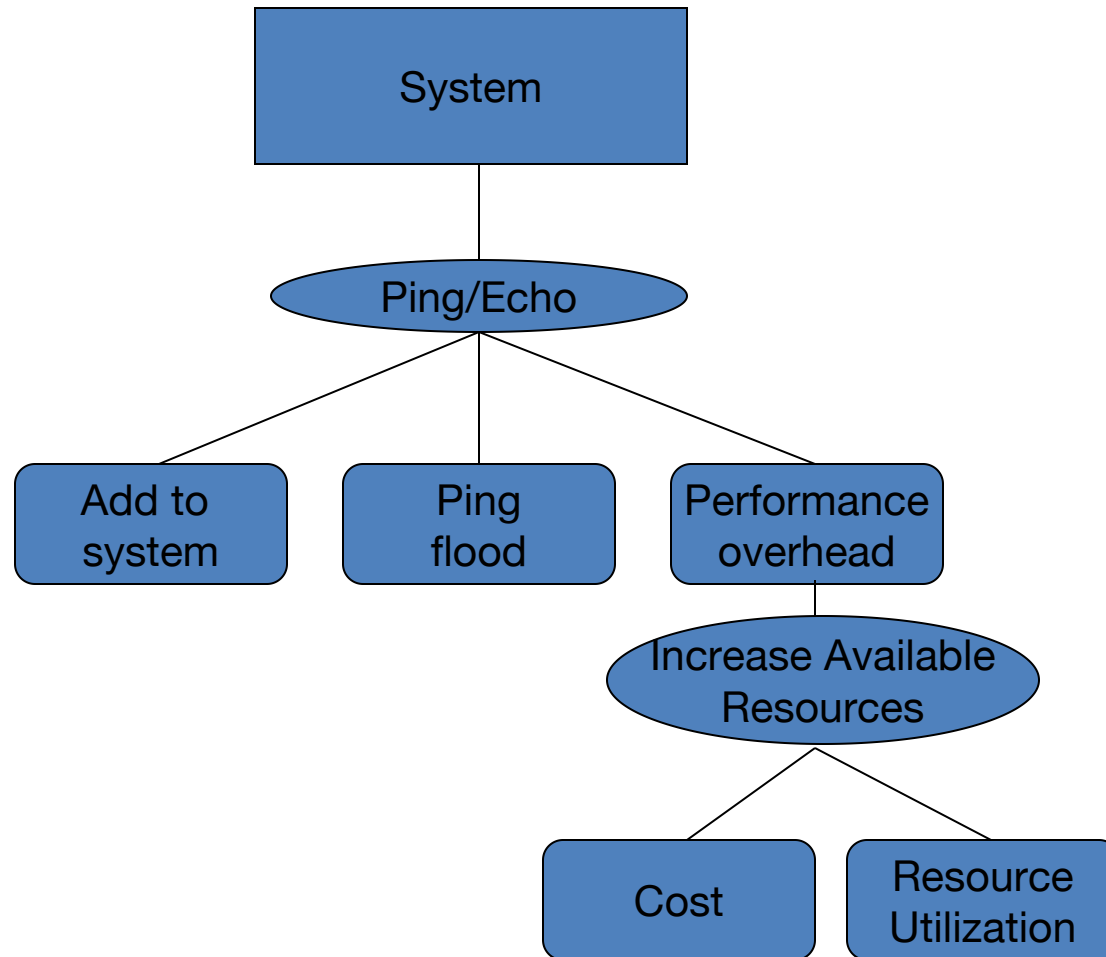 System
Ping/Echo
Add to
system
Ping
flood
Performance
overhead
Increase Available
Resources
Cost
Resource
Utilization